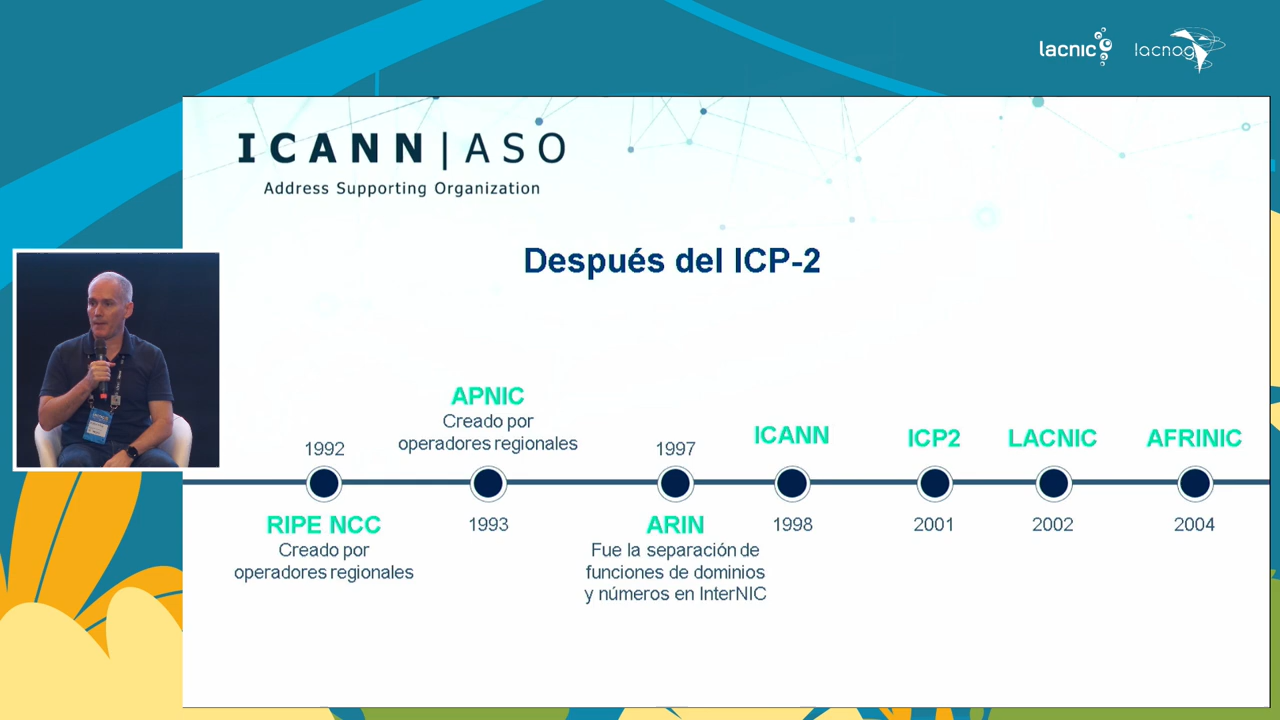 lacnic
lacnog
ICANN|ASO
Address Supporting Organization
Después del ICP-2
1992
RIPE NCC
Creado por
operadores regionales
APNIC
Creado por
operadores regionales
1993
1997
ARIN
Fue la separación de
funciones de dominios
y números en InterNIC
ICANN
1998
ICP2
2001
LACNIC
2002
AFRINIC
2004